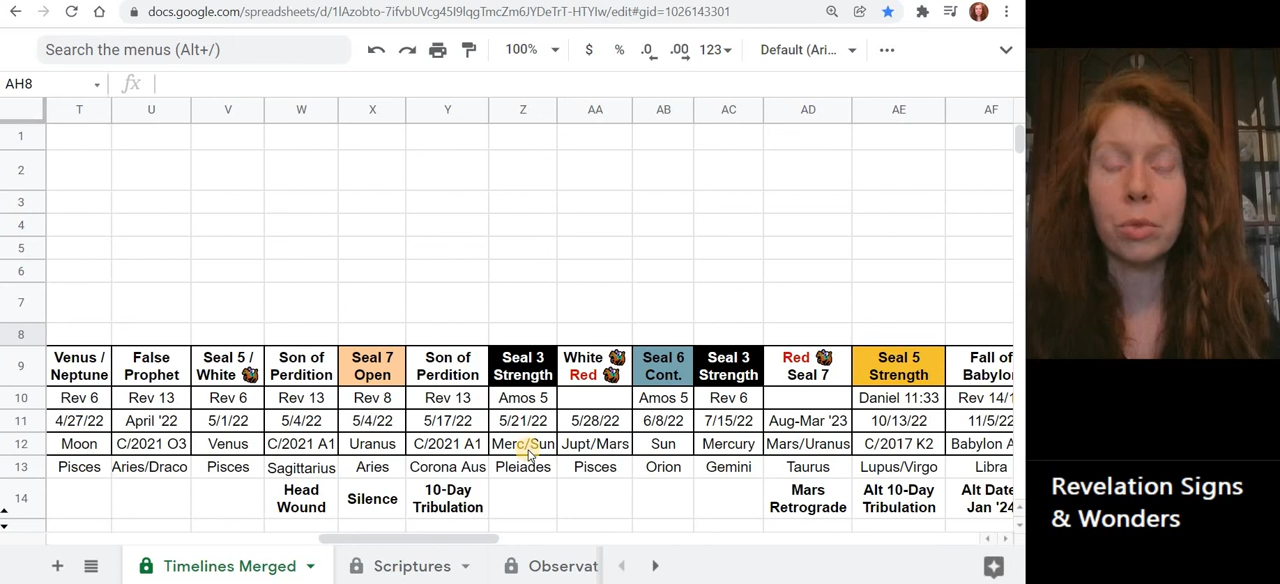 docs.google.com/spreadsheets/d/1lAzobto-7ifvbUVcg45I9lqgTmcZm6JYDeTrT-HTYIw/edit#gid=1026143301
Search the menus (Alt+/) 100% $ % .0 .00 123 Default (Ari... ...
AH8 fx
T U V W X Y Z AA AB AC AD AE AF
1
2
3
4
5
6
7
8
9 Venus / Neptune False Prophet Seal 5 / White Son of Perdition Seal 7 Open Son of Perdition Seal 3 Strength White Red Seal 6 Cont. Seal 3 Strength Red Seal 7 Seal 5 Strength Fall of Babylon
10 Rev 6 Rev 13 Rev 6 Rev 13 Rev 8 Rev 13 Amos 5 Amos 5 Rev 6 Daniel 11:33 Rev 14/1
11 4/27/22 April '22 5/1/22 5/4/22 5/4/22 5/17/22 5/21/22 5/28/22 6/8/22 7/15/22 Aug-Mar '23 10/13/22 11/5/22
12 Moon C/2021 O3 Venus C/2021 A1 Uranus C/2021 A1 Merc/Sun Jupt/Mars Sun Mercury Mars/Uranus C/2017 K2 Babylon A
13 Pisces Aries/Draco Pisces Sagittarius Aries Corona Aus Pleiades Pisces Orion Gemini Taurus Lupus/Virgo Libra
14 Head Wound Silence 10-Day Tribulation Mars Retrograde Alt 10-Day Tribulation Alt Date Jan '24
Timelines Merged Scriptures Observat
Revelation Signs
& Wonders